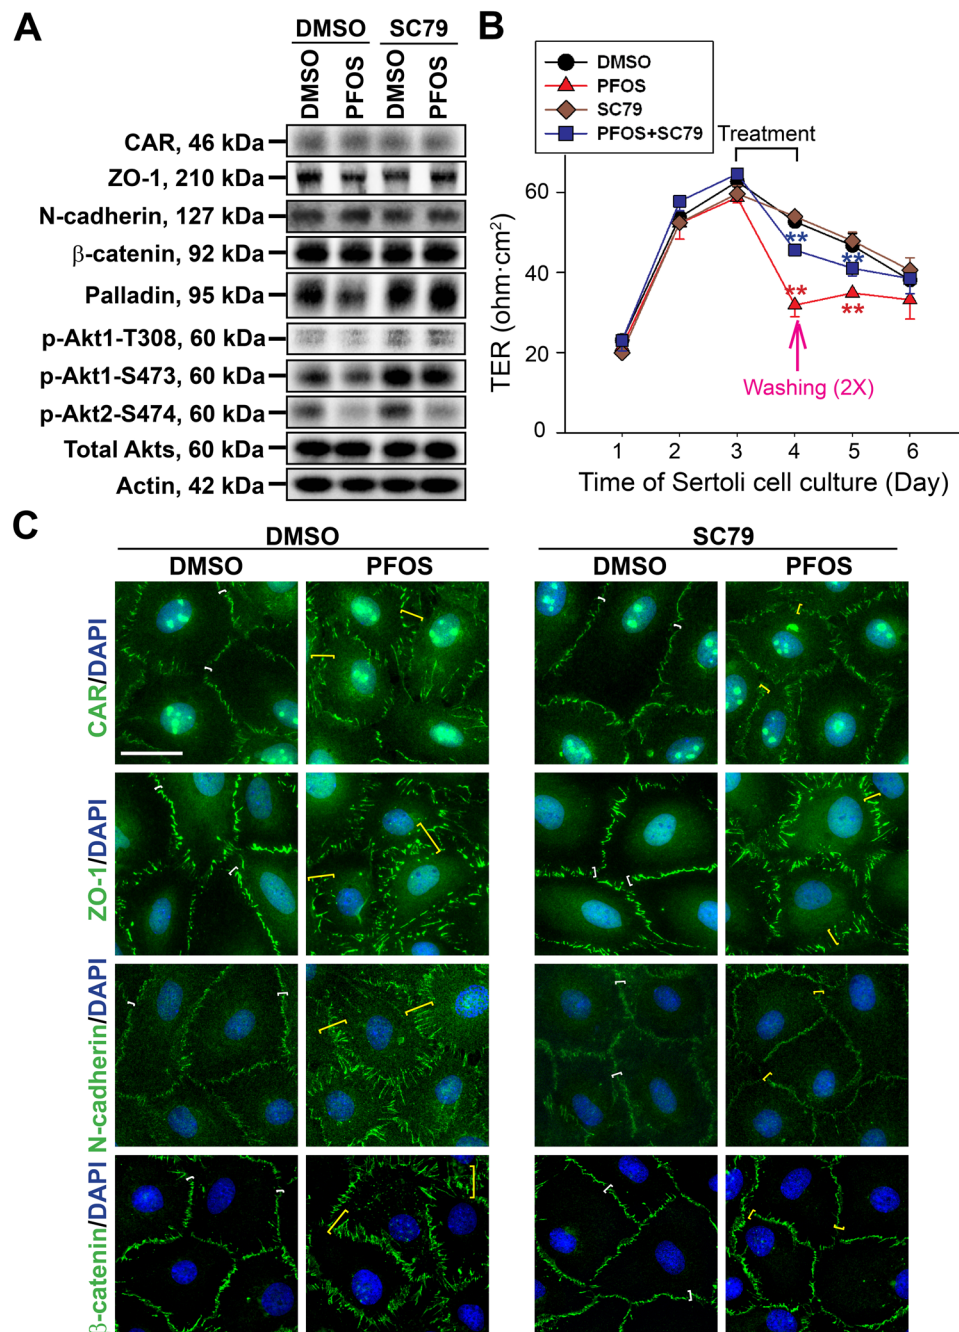 A
DMSO SC79
DMSO PFOS DMSO PFOS
CAR, 46 kDa
ZO-1, 210 kDa
N-cadherin, 127 kDa
β-catenin, 92 kDa
Palladin, 95 kDa
p-Akt1-T308, 60 kDa
p-Akt1-S473, 60 kDa
p-Akt2-S474, 60 kDa
Total Akts, 60 kDa
Actin, 42 kDa
B
DMSO
PFOS
SC79
PFOS+SC79
Treatment
TER (ohm·cm²)
60
40
20
0
**
**
**
**
Washing (2X)
1 2 3 4 5 6
Time of Sertoli cell culture (Day)
C
DMSO SC79
DMSO PFOS DMSO PFOS
CAR/DAPI
ZO-1/DAPI
N-cadherin/DAPI
β-catenin/DAPI